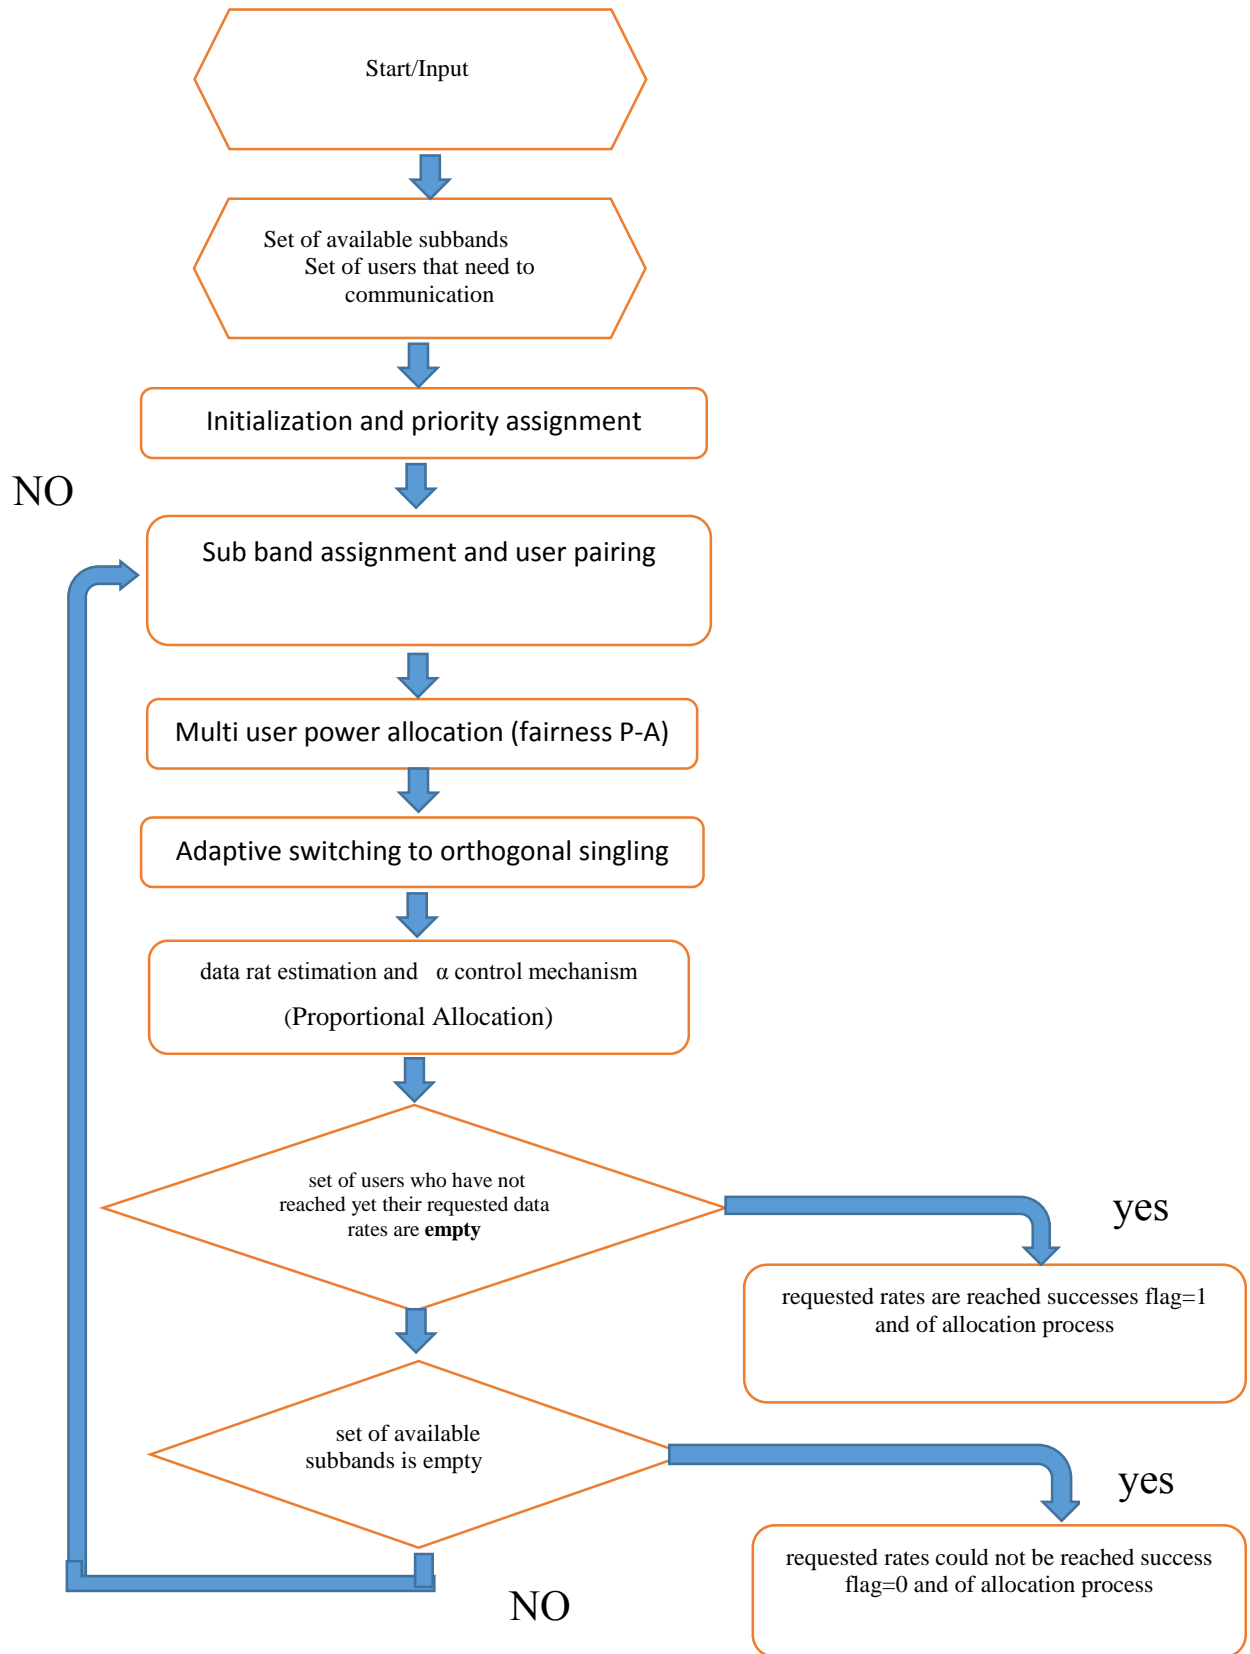 Start/Input
Set of available subbands
Set of users that need to
communication
Initialization and priority assignment
NO
Sub band assignment and user pairing
Multi user power allocation (fairness P-A)
Adaptive switching to orthogonal singling
data rat estimation and α control mechanism
(Proportional Allocation)
set of users who have not
reached yet their requested data
rates are empty
yes
requested rates are reached successes flag=1
and of allocation process
set of available
subbands is empty
yes
requested rates could not be reached success
flag=0 and of allocation process
NO